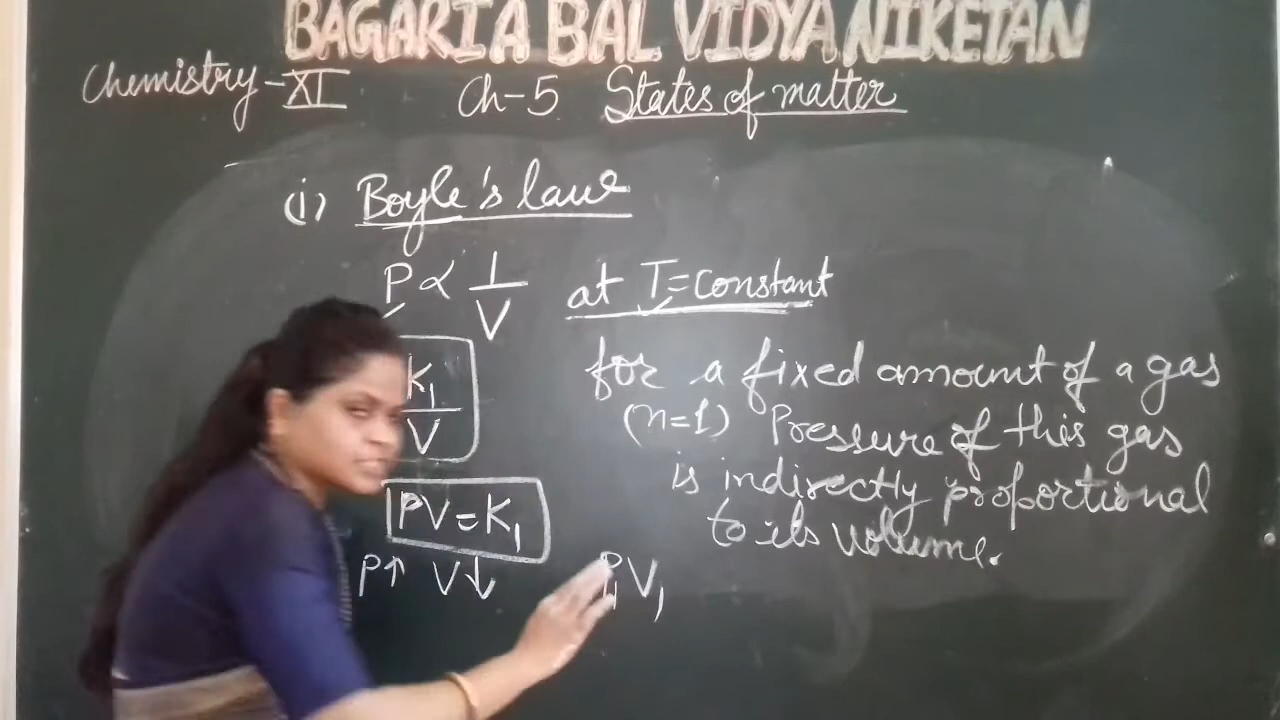 BAGARIA BAL VIDYA NIKETAN
Chemistry-XI Ch-5 States of matter
(i) Boyle's law
P ∝ 1/V at T=constant
K₁/V
for a fixed amount of a gas
(n=1) Pressure of this gas
is indirectly proportional
to its volume.
PV=K₁
P↑ V↓ P₁V₁